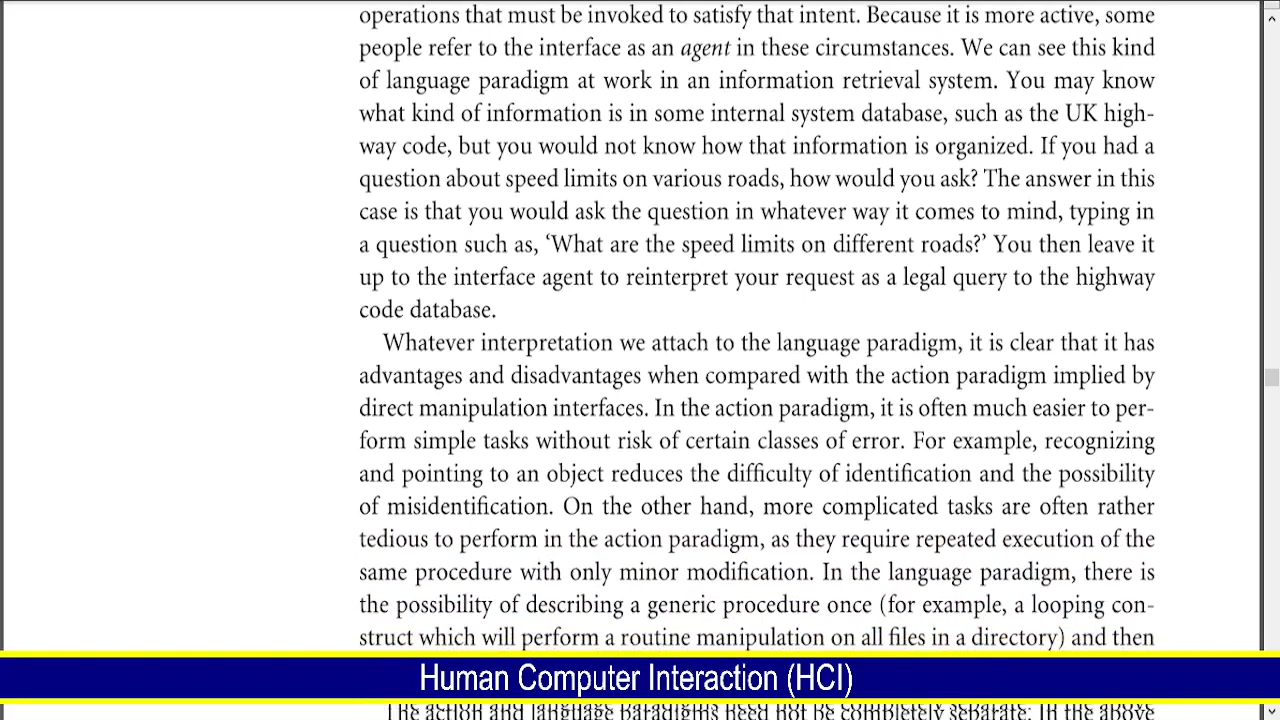 operations that must be invoked to satisfy that intent. Because it is more active, some
people refer to the interface as an agent in these circumstances. We can see this kind
of language paradigm at work in an information retrieval system. You may know
what kind of information is in some internal system database, such as the UK high-
way code, but you would not know how that information is organized. If you had a
question about speed limits on various roads, how would you ask? The answer in this
case is that you would ask the question in whatever way it comes to mind, typing in
a question such as, ‘What are the speed limits on different roads?’ You then leave it
up to the interface agent to reinterpret your request as a legal query to the highway
code database.
Whatever interpretation we attach to the language paradigm, it is clear that it has
advantages and disadvantages when compared with the action paradigm implied by
direct manipulation interfaces. In the action paradigm, it is often much easier to per-
form simple tasks without risk of certain classes of error. For example, recognizing
and pointing to an object reduces the difficulty of identification and the possibility
of misidentification. On the other hand, more complicated tasks are often rather
tedious to perform in the action paradigm, as they require repeated execution of the
same procedure with only minor modification. In the language paradigm, there is
the possibility of describing a generic procedure once (for example, a looping con-
struct which will perform a routine manipulation on all files in a directory) and then
Human Computer Interaction (HCI)
The action and language paradigms need not be completely separate. In the above